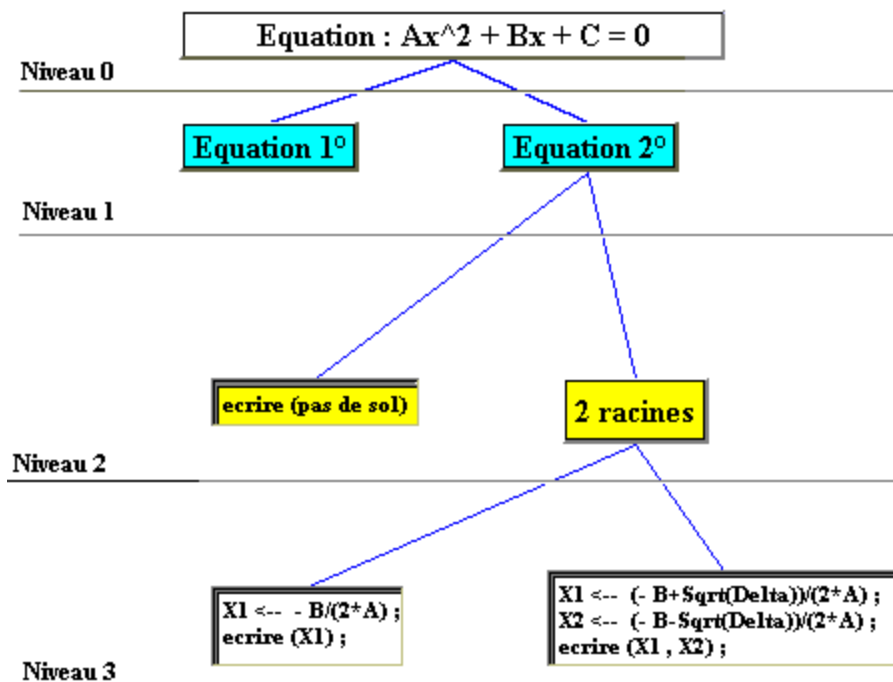 Equation : Ax^2 + Bx + C = 0
Niveau 0
Equation 1°
Equation 2°
Niveau 1
ecrire (pas de sol)
2 racines
Niveau 2
X1 <-- - B/(2*A) ;
ecrire (X1) ;
X1 <-- (- B+Sqrt(Delta))/(2*A) ;
X2 <-- (- B-Sqrt(Delta))/(2*A) ;
ecrire (X1 , X2) ;
Niveau 3